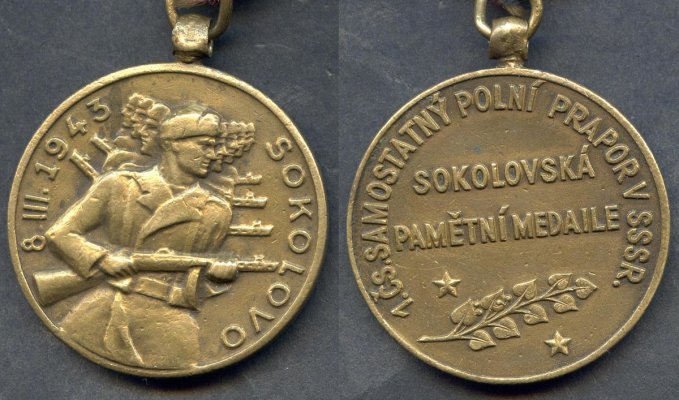 8. III. 1943
SOKOLOVO
1. ČS. SAMOSTATNÝ POLNÍ PRAPOR V SSSR.
SOKOLOVSKÁ
PAMĚTNÍ MEDAILE